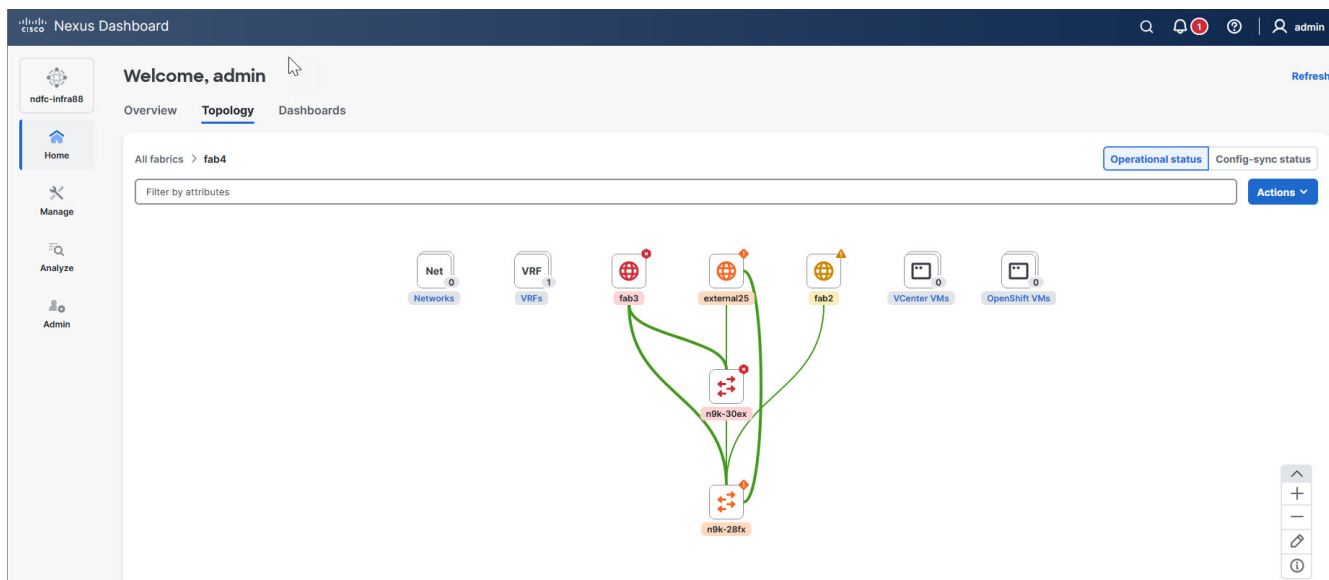 cisco Nexus Dashboard
1
admin
ndfc-infra88
Home
Manage
Analyze
Admin
Welcome, admin
Refresh
Overview Topology Dashboards
All fabrics > fab4
Operational status Config-sync status
Filter by attributes
Actions
Net
0
Networks
VRF
1
VRFs
fab3
external25
fab2
0
VCenter VMs
0
OpenShift VMs
n9k-30ex
n9k-28fx